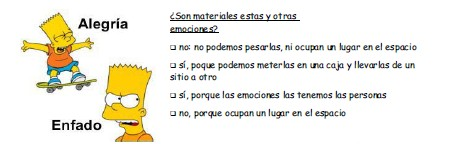 Alegría
Enfado
¿Son materiales estas y otras
emociones?
❑ no: no podemos pesarlas, ni ocupan un lugar en el espacio
❑ sí, poque podemos meterlas en una caja y llevarlas de un
sitio a otro
❑ sí, porque las emociones las tenemos las personas
❑ no, porque ocupan un lugar en el espacio